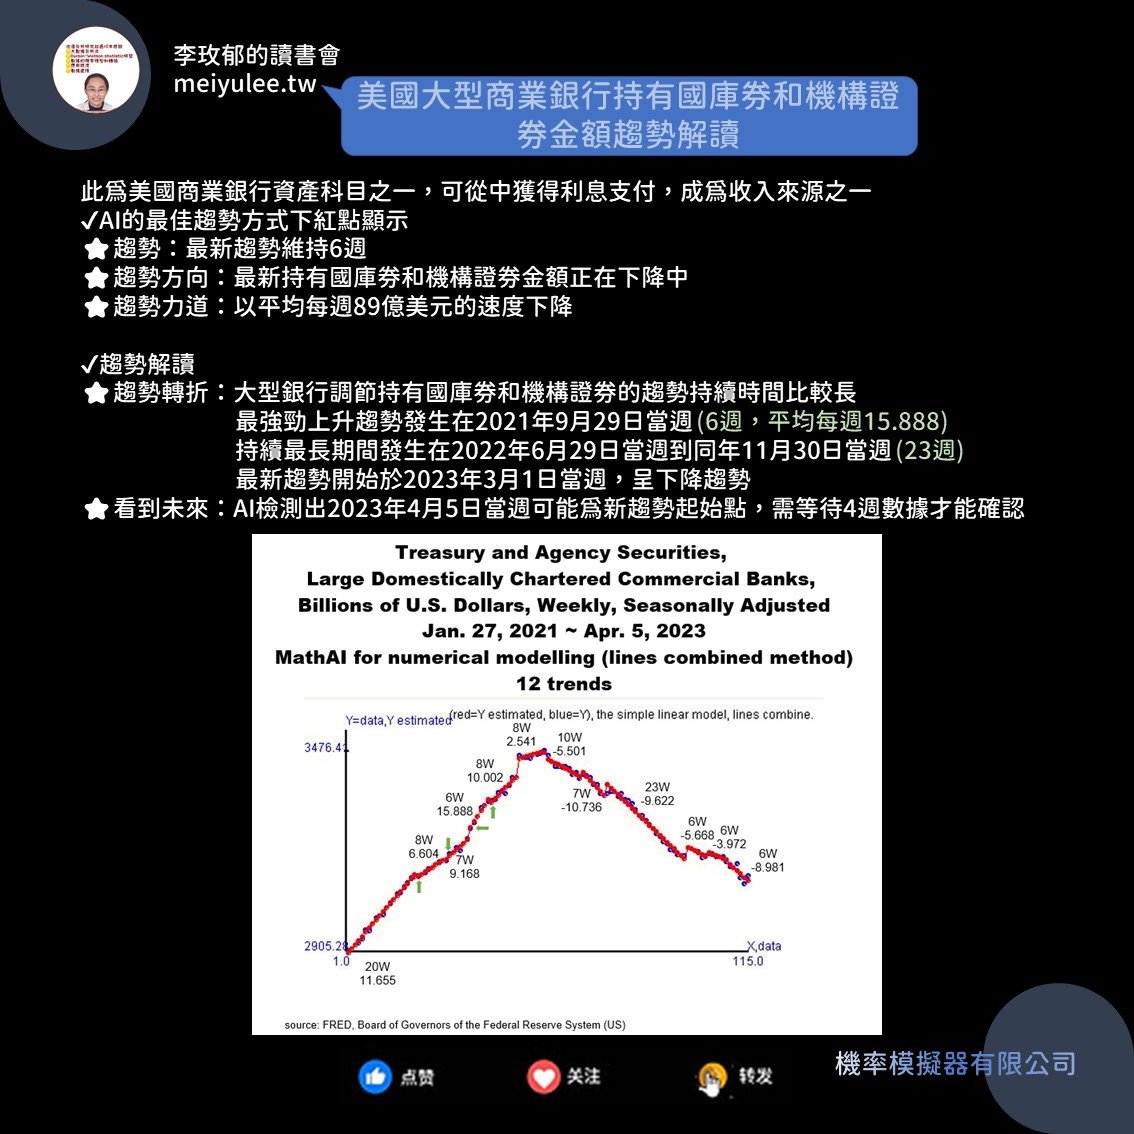 李玫郁的讀書會
meiyulee.tw
美國大型商業銀行持有國庫券和機構證
券金額趨勢解讀
此爲美國商業銀行資產科目之一，可從中獲得利息支付，成爲收入來源之一
✓AI的最佳趨勢方式下紅點顯示
★趨勢：最新趨勢維持6週
★趨勢方向：最新持有國庫券和機構證券金額正在下降中
★趨勢力道：以平均每週89億美元的速度下降
✓趨勢解讀
★趨勢轉折：大型銀行調節持有國庫券和機構證券的趨勢持續時間比較長
最強勁上升趨勢發生在2021年9月29日當週(6週，平均每週15.888)
持續最長期間發生在2022年6月29日當週到同年11月30日當週(23週)
最新趨勢開始於2023年3月1日當週，呈下降趨勢
★看到未來：AI檢測出2023年4月5日當週可能爲新趨勢起始點，需等待4週數據才能確認
Treasury and Agency Securities,
Large Domestically Chartered Commercial Banks,
Billions of U.S. Dollars, Weekly, Seasonally Adjusted
Jan. 27, 2021 ~ Apr. 5, 2023
MathAI for numerical modelling (lines combined method)
12 trends
(red=Y estimated, blue=Y), the simple linear model, lines combine.
Y=data,Y estimated
3476.41
8W
2.541
10W
-5.501
8W
10.002
7W
-10.736
23W
-9.622
6W
15.888
6W
-5.668
6W
-3.972
8W
6.604
7W
9.168
6W
-8.981
2905.28
1.0
X,data
115.0
20W
11.655
source: FRED, Board of Governors of the Federal Reserve System (US)
機率模擬器有限公司
点赞
关注
转发